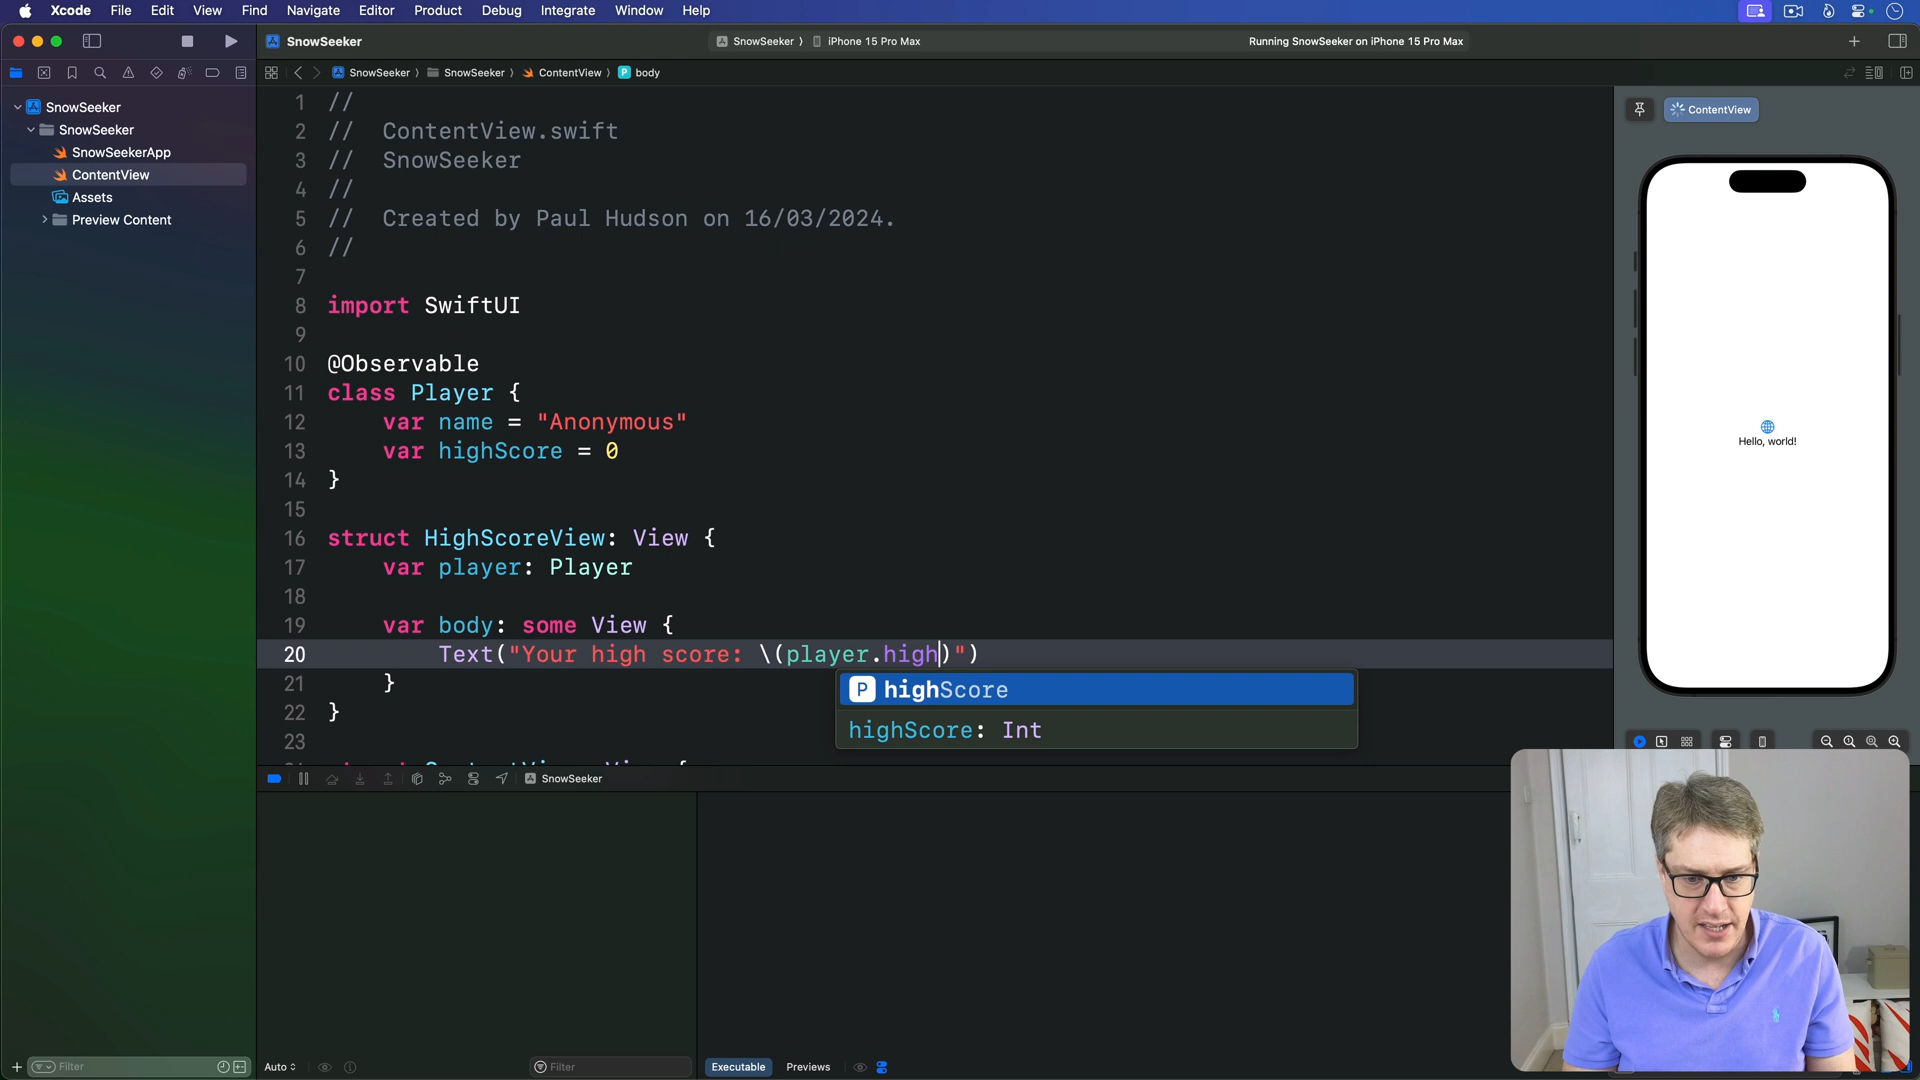 Xcode File Edit View Find Navigate Editor Product Debug Integrate Window Help
SnowSeeker
SnowSeeker iPhone 15 Pro Max
Running SnowSeeker on iPhone 15 Pro Max
SnowSeeker SnowSeeker ContentView P body
SnowSeeker
SnowSeeker
SnowSeekerApp
ContentView
Assets
Preview Content
1 //
2 // ContentView.swift
3 // SnowSeeker
4 //
5 // Created by Paul Hudson on 16/03/2024.
6 //
7
8 import SwiftUI
9
10 @Observable
11 class Player {
12 var name = "Anonymous"
13 var highScore = 0
14 }
15
16 struct HighScoreView: View {
17 var player: Player
18
19 var body: some View {
20 Text("Your high score: \(player.high)")
21 }
22 }
23
P highScore
highScore: Int
ContentView
Hello, world!
SnowSeeker
Filter
Auto
Filter
Executable Previews